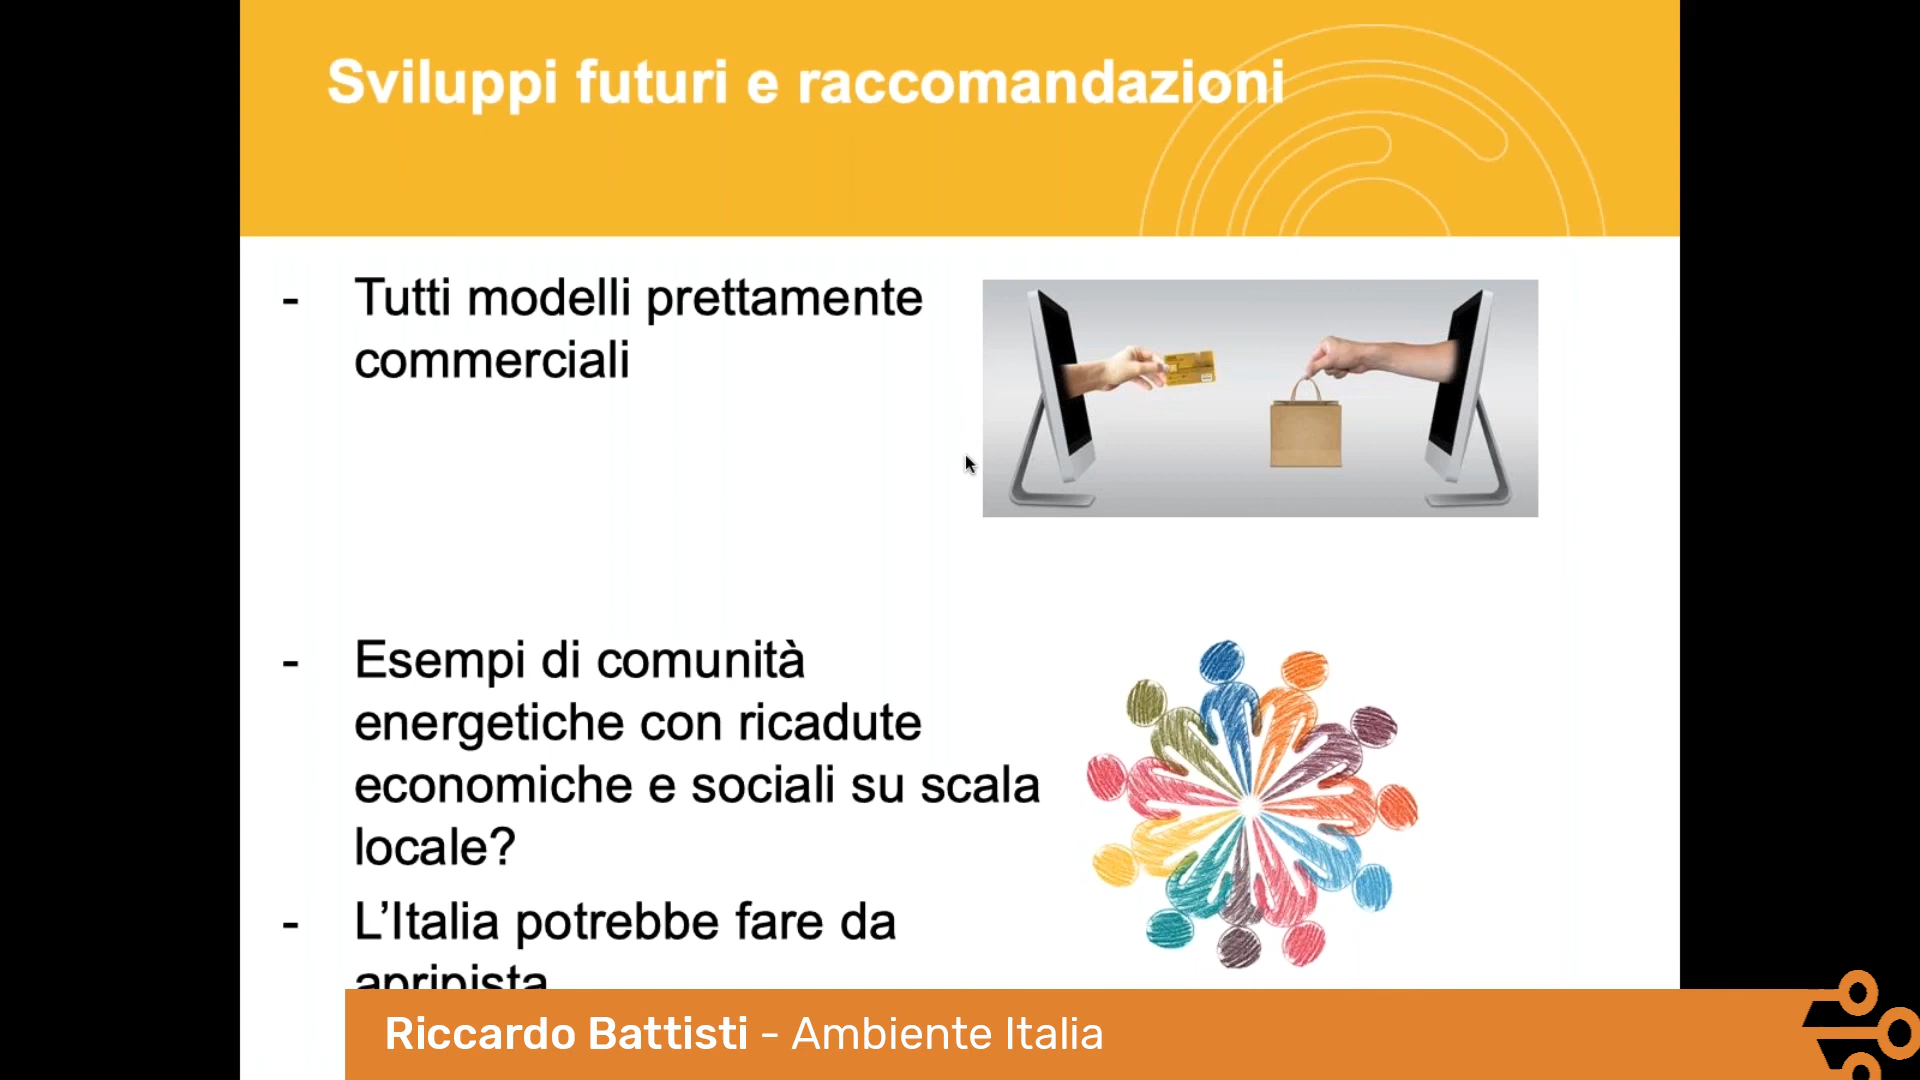 Sviluppi futuri e raccomandazioni
- Tutti modelli prettamente
commerciali
- Esempi di comunità
energetiche con ricadute
economiche e sociali su scala
locale?
- L’Italia potrebbe fare da
apripista
Riccardo Battisti - Ambiente Italia